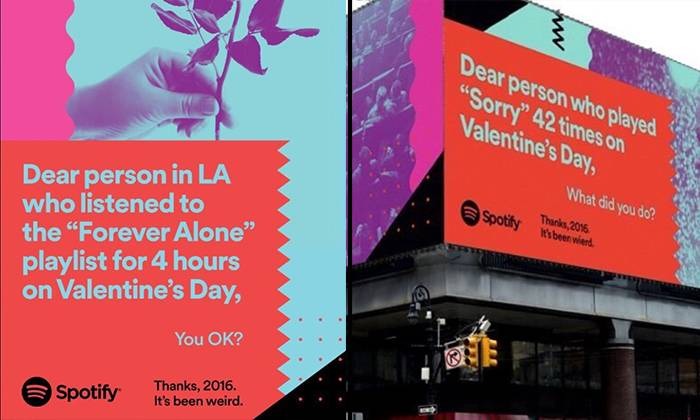 Dear person in LA
who listened to
the “Forever Alone”
playlist for 4 hours
on Valentine’s Day,
You OK?
Spotify
Thanks, 2016.
It’s been weird.
Dear person who played
“Sorry” 42 times on
Valentine’s Day,
What did you do?
Spotify
Thanks, 2016.
It’s been wierd.